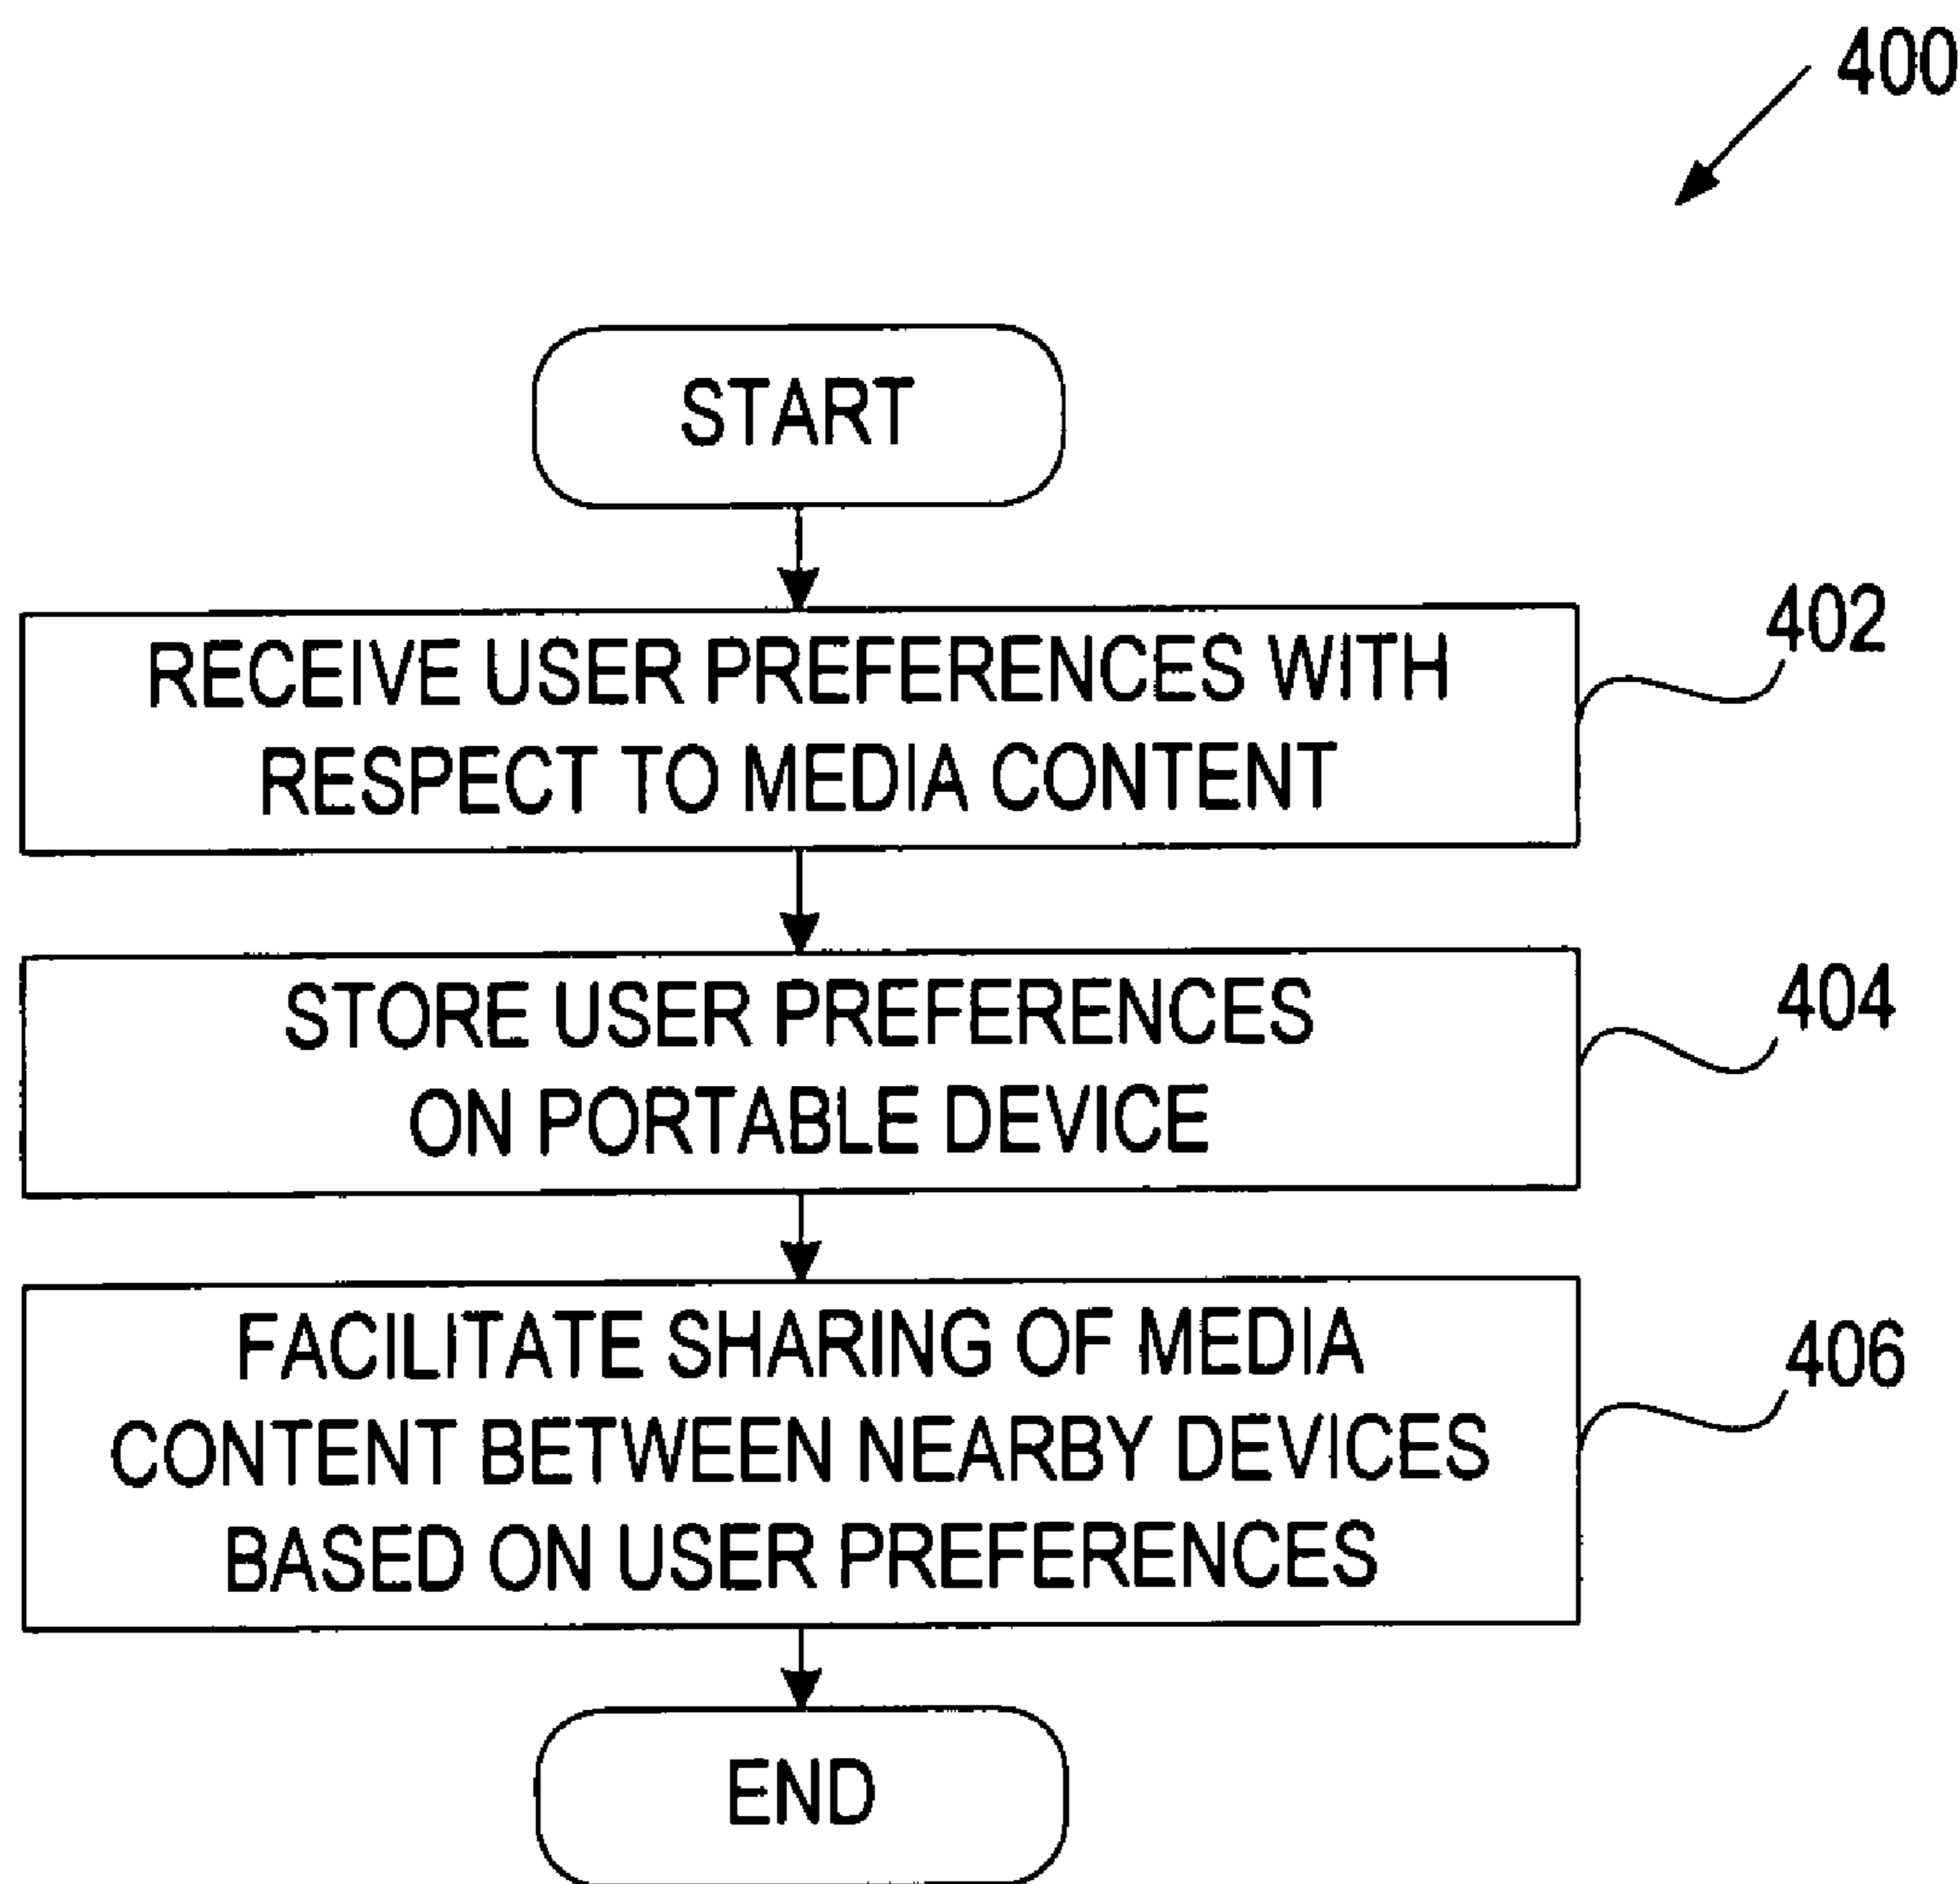 400
START
RECEIVE USER PREFERENCES WITH
RESPECT TO MEDIA CONTENT
402
STORE USER PREFERENCES
ON PORTABLE DEVICE
404
FACILITATE SHARING OF MEDIA
CONTENT BETWEEN NEARBY DEVICES
BASED ON USER PREFERENCES
406
END